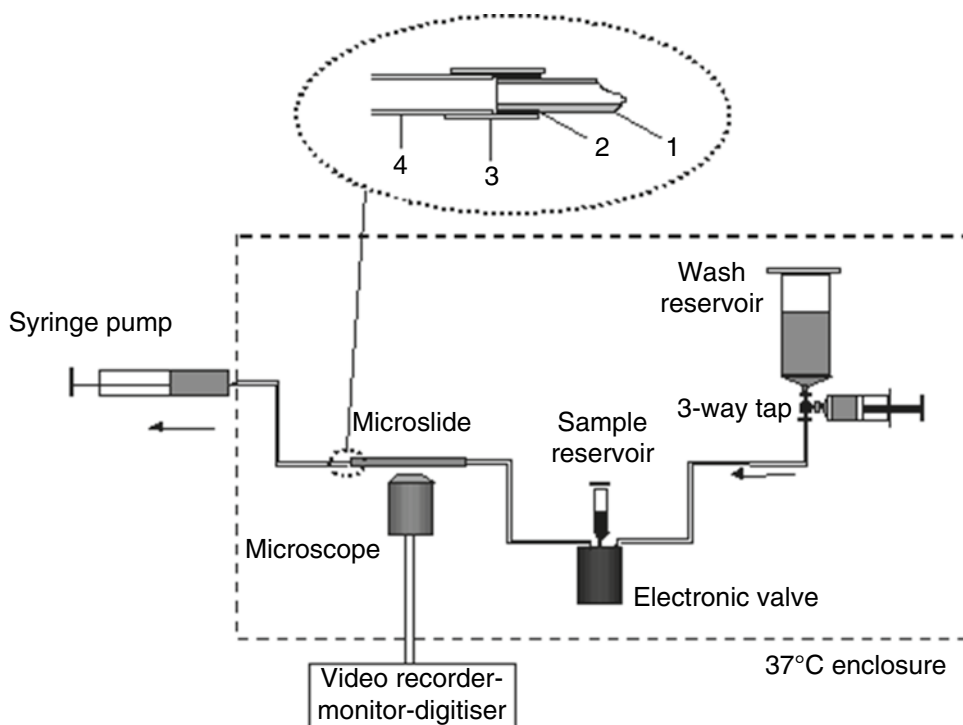 4
3
2
1
Wash
reservoir
Syringe pump
3-way tap
Microslide
Sample
reservoir
Microscope
Electronic valve
37°C enclosure
Video recorder-
monitor-digitiser